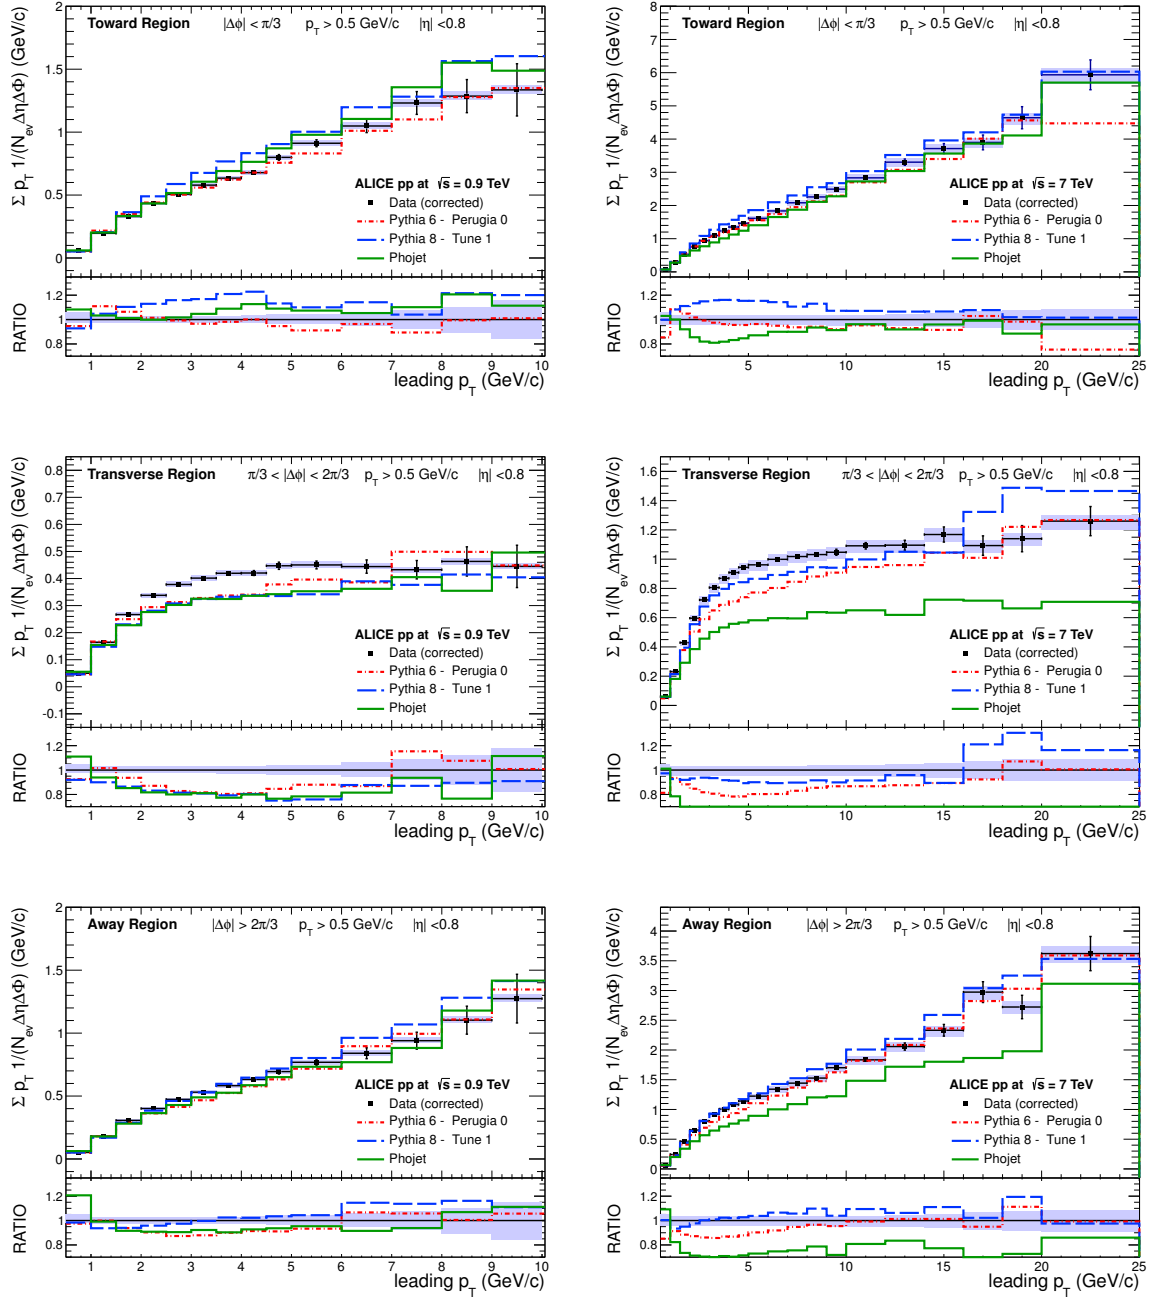 Toward Region |Δϕ| < π/3 p_T > 0.5 GeV/c |η| <0.8
Σ p_T 1/(N_ev ΔηΔΦ) (GeV/c)
2
1.5
1
0.5
0
ALICE pp at √s = 0.9 TeV
Data (corrected)
Pythia 6 - Perugia 0
Pythia 8 - Tune 1
Phojet
RATIO
1.2
1
0.8
1 2 3 4 5 6 7 8 9 10
leading p_T (GeV/c)
Toward Region |Δϕ| < π/3 p_T > 0.5 GeV/c |η| <0.8
Σ p_T 1/(N_ev ΔηΔΦ) (GeV/c)
8
7
6
5
4
3
2
1
0
ALICE pp at √s = 7 TeV
Data (corrected)
Pythia 6 - Perugia 0
Pythia 8 - Tune 1
Phojet
RATIO
1.2
1
0.8
5 10 15 20 25
leading p_T (GeV/c)
Transverse Region π/3 < |Δϕ| < 2π/3 p_T > 0.5 GeV/c |η| <0.8
Σ p_T 1/(N_ev ΔηΔΦ) (GeV/c)
0.8
0.7
0.6
0.5
0.4
0.3
0.2
0.1
0
-0.1
ALICE pp at √s = 0.9 TeV
Data (corrected)
Pythia 6 - Perugia 0
Pythia 8 - Tune 1
Phojet
RATIO
1.2
1
0.8
1 2 3 4 5 6 7 8 9 10
leading p_T (GeV/c)
Transverse Region π/3 < |Δϕ| < 2π/3 p_T > 0.5 GeV/c |η| <0.8
Σ p_T 1/(N_ev ΔηΔΦ) (GeV/c)
1.6
1.4
1.2
1.0
0.8
0.6
0.4
0.2
0
ALICE pp at √s = 7 TeV
Data (corrected)
Pythia 6 - Perugia 0
Pythia 8 - Tune 1
Phojet
RATIO
1.2
1
0.8
5 10 15 20 25
leading p_T (GeV/c)
Away Region |Δϕ| > 2π/3 p_T > 0.5 GeV/c |η| <0.8
Σ p_T 1/(N_ev ΔηΔΦ) (GeV/c)
2
1.5
1
0.5
0
ALICE pp at √s = 0.9 TeV
Data (corrected)
Pythia 6 - Perugia 0
Pythia 8 - Tune 1
Phojet
RATIO
1.2
1
0.8
1 2 3 4 5 6 7 8 9 10
leading p_T (GeV/c)
Away Region |Δϕ| > 2π/3 p_T > 0.5 GeV/c |η| <0.8
Σ p_T 1/(N_ev ΔηΔΦ) (GeV/c)
4
3.5
3
2.5
2
1.5
1
0.5
0
ALICE pp at √s = 7 TeV
Data (corrected)
Pythia 6 - Perugia 0
Pythia 8 - Tune 1
Phojet
RATIO
1.2
1
0.8
5 10 15 20 25
leading p_T (GeV/c)